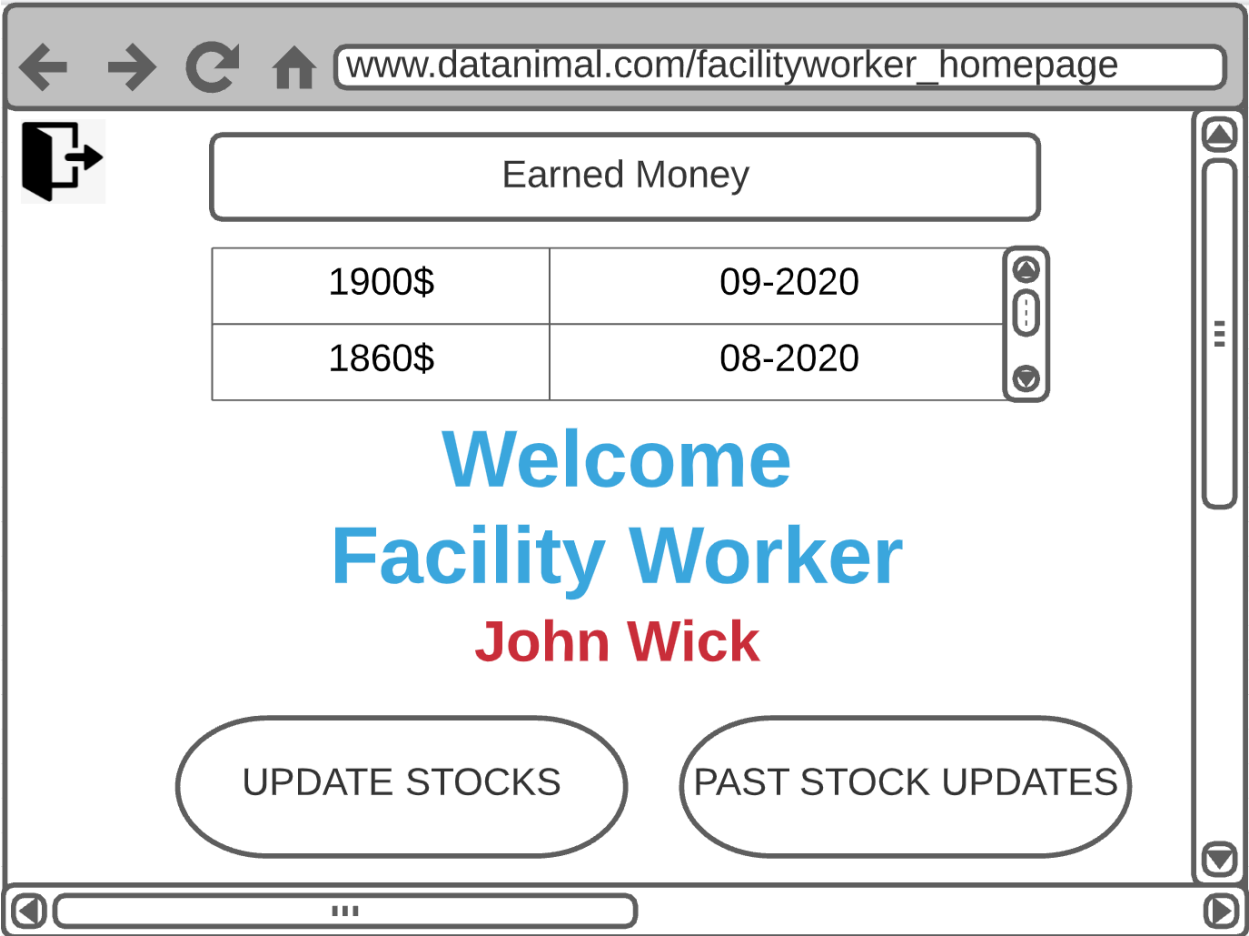 www.datanimal.com/facilityworker_homepage
Earned Money
1900$ 09-2020
1860$ 08-2020
Welcome
Facility Worker
John Wick
UPDATE STOCKS PAST STOCK UPDATES